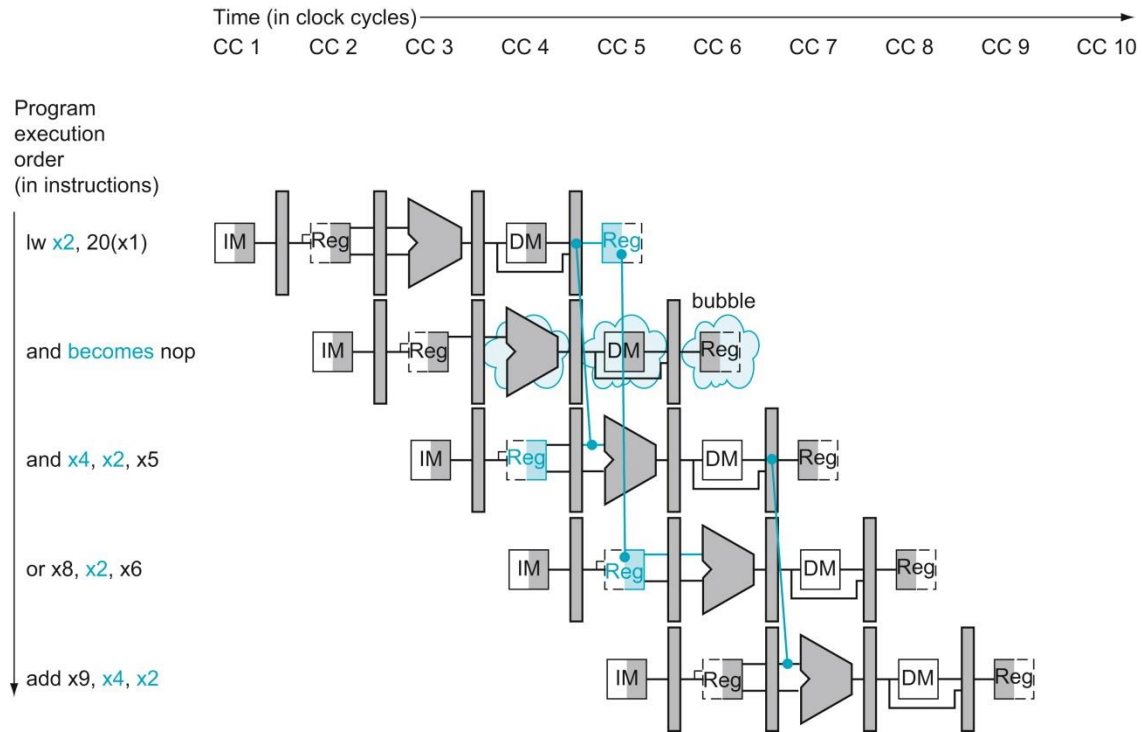 Time (in clock cycles)
CC 1 CC 2 CC 3 CC 4 CC 5 CC 6 CC 7 CC 8 CC 9 CC 10
Program
execution
order
(in instructions)
lw x2, 20(x1)
IM Reg DM Reg
bubble
and becomes nop
IM Reg DM Reg
and x4, x2, x5
IM Reg DM Reg
or x8, x2, x6
IM Reg DM Reg
add x9, x4, x2
IM Reg DM Reg